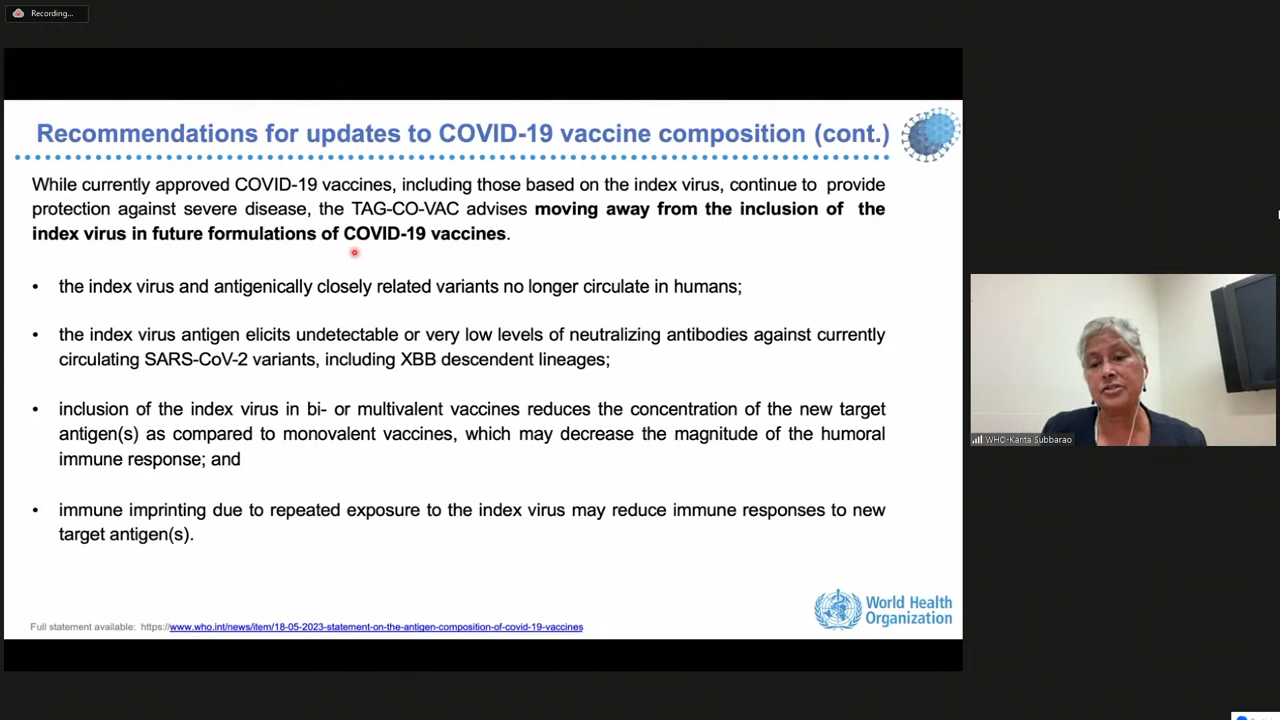 Recording...
Recommendations for updates to COVID-19 vaccine composition (cont.)
While currently approved COVID-19 vaccines, including those based on the index virus, continue to provide
protection against severe disease, the TAG-CO-VAC advises moving away from the inclusion of the
index virus in future formulations of COVID-19 vaccines.
• the index virus and antigenically closely related variants no longer circulate in humans;
• the index virus antigen elicits undetectable or very low levels of neutralizing antibodies against currently
circulating SARS-CoV-2 variants, including XBB descendent lineages;
• inclusion of the index virus in bi- or multivalent vaccines reduces the concentration of the new target
antigen(s) as compared to monovalent vaccines, which may decrease the magnitude of the humoral
immune response; and
• immune imprinting due to repeated exposure to the index virus may reduce immune responses to new
target antigen(s).
World Health
Organization
Full statement available: https://www.who.int/news/item/18-05-2023-statement-on-the-antigen-composition-of-covid-19-vaccines
WHO-Kanta Subbarao